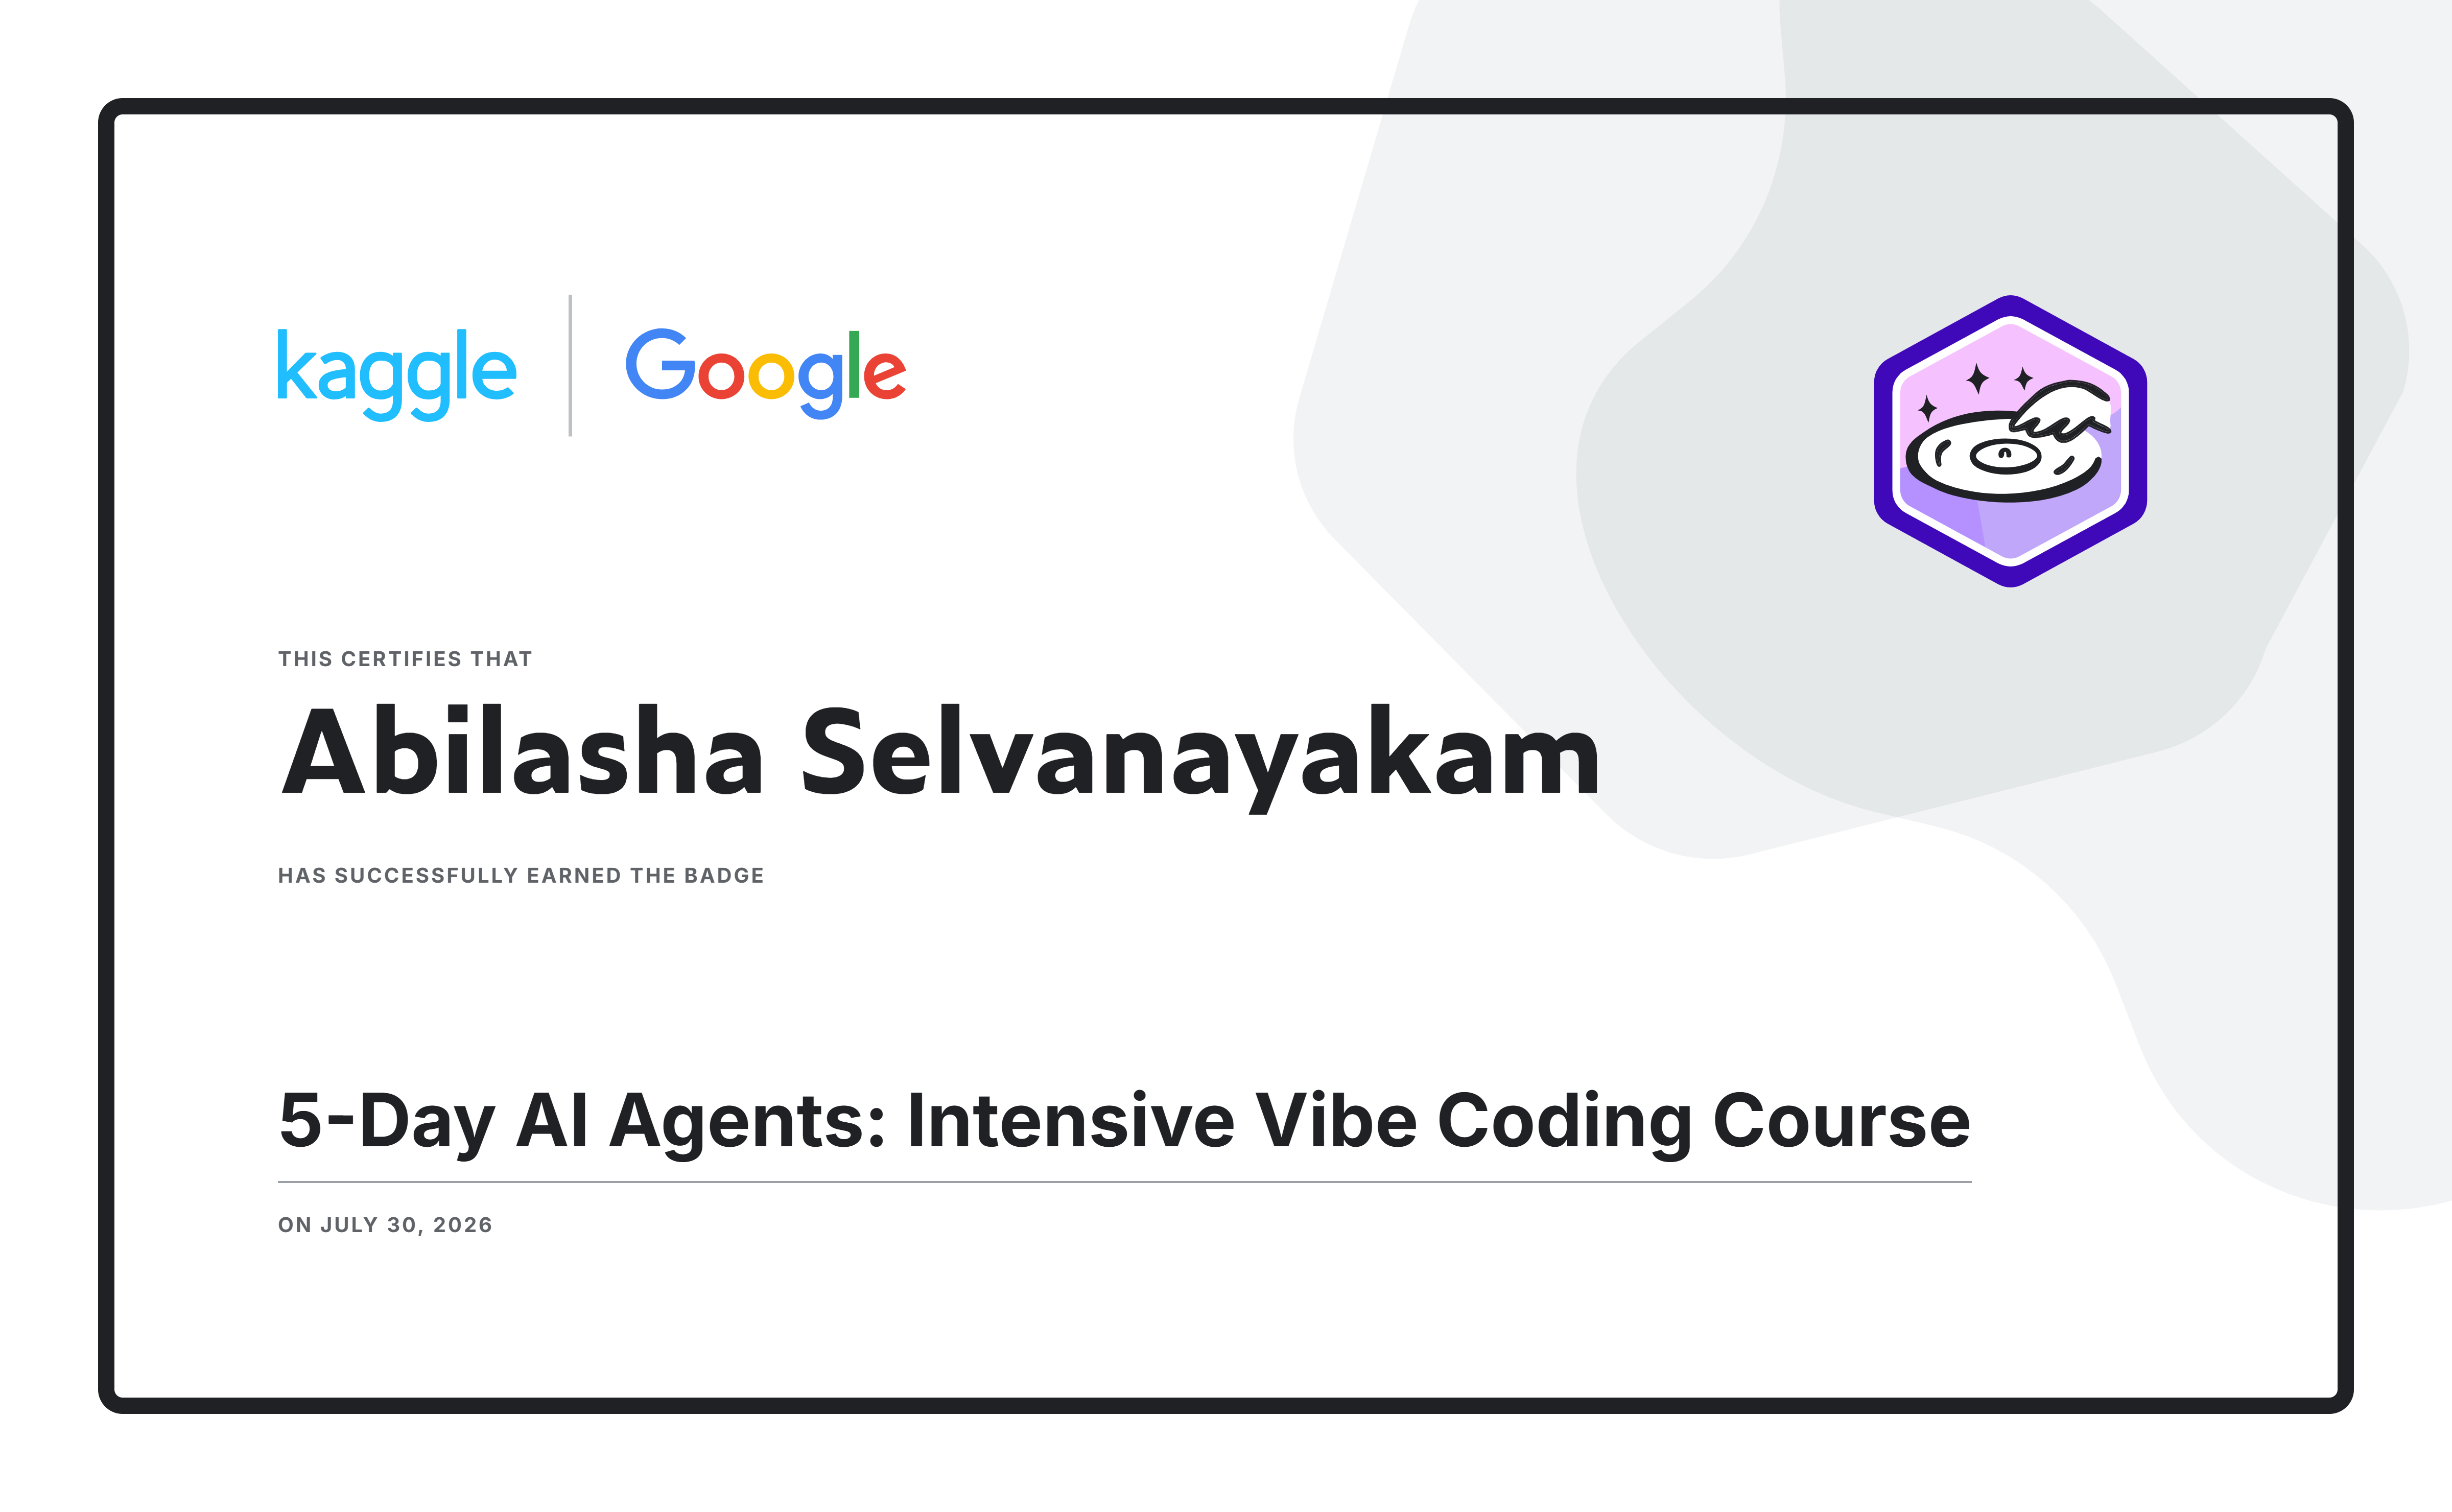 kaggle | Google
THIS CERTIFIES THAT
Abilasha Selvanayakam
HAS SUCCESSFULLY EARNED THE BADGE
5-Day AI Agents: Intensive Vibe Coding Course
ON JULY 30, 2026